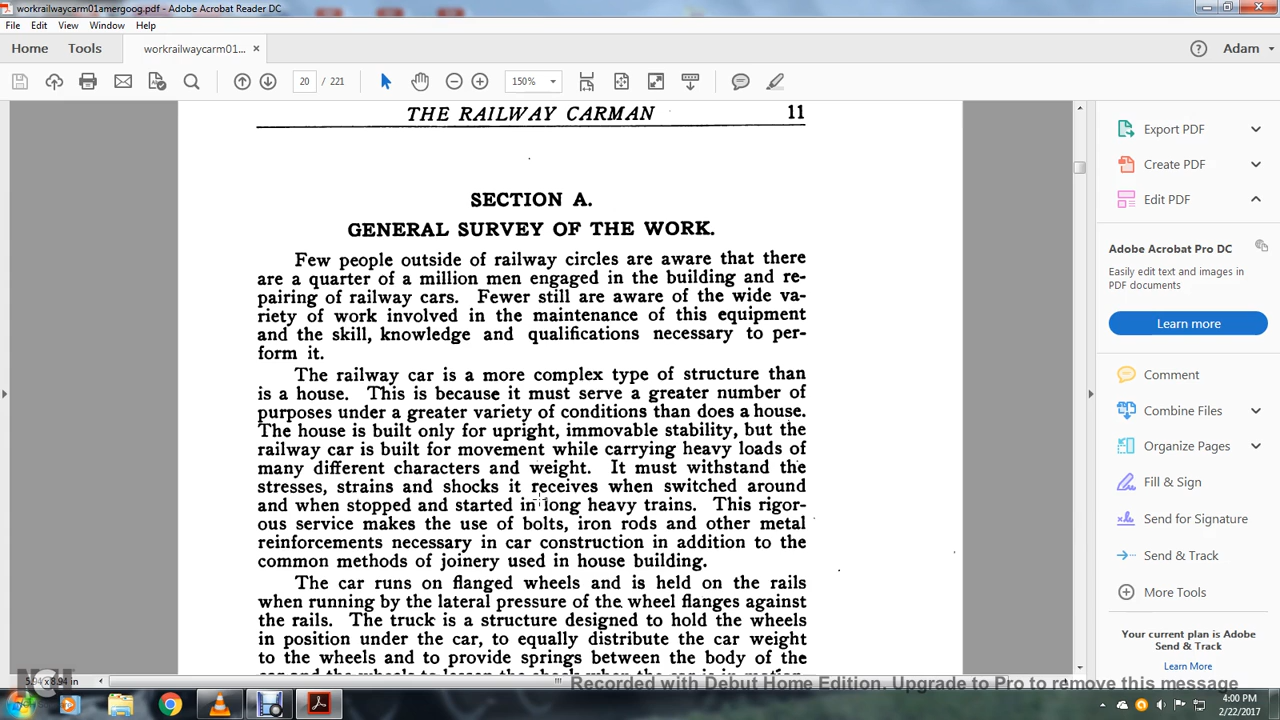 workrailwaycarm01amergoog.pdf - Adobe Acrobat Reader DC
File Edit View Window Help
Home Tools workrailwaycarm01... × Adam
20 / 221 150%
THE RAILWAY CARMAN 11
SECTION A.
GENERAL SURVEY OF THE WORK.
Few people outside of railway circles are aware that there
are a quarter of a million men engaged in the building and re-
pairing of railway cars. Fewer still are aware of the wide va-
riety of work involved in the maintenance of this equipment
and the skill, knowledge and qualifications necessary to per-
form it.
The railway car is a more complex type of structure than
is a house. This is because it must serve a greater number of
purposes under a greater variety of conditions than does a house.
The house is built only for upright, immovable stability, but the
railway car is built for movement while carrying heavy loads of
many different characters and weight. It must withstand the
stresses, strains and shocks it receives when switched around
and when stopped and started in long heavy trains. This rigor-
ous service makes the use of bolts, iron rods and other metal
reinforcements necessary in car construction in addition to the
common methods of joinery used in house building.
The car runs on flanged wheels and is held on the rails
when running by the lateral pressure of the wheel flanges against
the rails. The truck is a structure designed to hold the wheels
in position under the car, to equally distribute the car weight
to the wheels and to provide springs between the body of the
Export PDF
Create PDF
Edit PDF
Adobe Acrobat Pro DC
Easily edit text and images in
PDF documents
Learn more
Comment
Combine Files
Organize Pages
Fill & Sign
Send for Signature
Send & Track
More Tools
Your current plan is Adobe
Send & Track
Learn More
5.94 x 8.94 in
Recorded with Debut Home Edition. Upgrade to Pro to remove this message
4:00 PM
2/22/2017